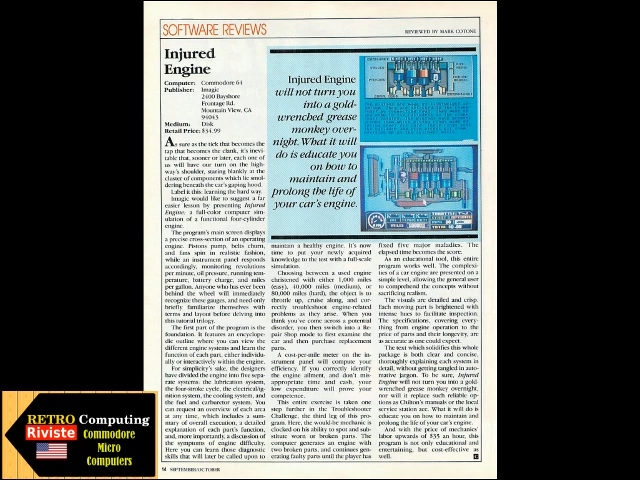 SOFTWARE REVIEWS
REVIEWED BY MARK COTONE
Injured
Engine
Computer: Commodore 64
Publisher: Imagic
2400 Bayshore
Frontage Rd.
Mountain View, CA
94043
Medium: Disk
Retail Price: $34.99
As sure as the tick that becomes the
tap that becomes the clank, it's inevi-
table that, sooner or later, each one of
us will have our turn on the high-
way's shoulder, staring blankly at the
cluster of components which lie smol-
dering beneath the car's gaping hood.
Label it this: learning the hard way.
Imagic would like to suggest a far
easier lesson by presenting Injured
Engine, a full-color computer sim-
ulation of a functional four-cylinder
engine.
The program's main screen displays
a precise cross-section of an operating
engine. Pistons pump, belts churn,
and fans spin in realistic fashion,
while an instrument panel responds
accordingly, monitoring revolutions
per minute, oil pressure, running tem-
perature, battery charge, and miles
per gallon. Anyone who has ever been
behind the wheel will immediately
recognize these gauges, and need only
briefly familiarize themselves with
terms and layout before delving into
this tutorial trilogy.
The first part of the program is the
foundation. It features an encyclope-
dic outline where you can view the
different engine systems and learn the
function of each part, either individu-
ally or interactively within the engine.
For simplicity's sake, the designers
have divided the engine into five sepa-
rate systems: the lubrication system,
the four-stroke cycle, the electrical/ig-
nition system, the cooling system, and
the fuel and carburetor system. You
can request an overview of each area
at any time, which includes a sum-
mary of overall execution, a detailed
explanation of each part's function,
and, more importantly, a discussion of
the symptoms of engine difficulty.
Here you can learn those diagnostic
skills that will later be called upon to
Injured Engine
will not turn you
into a gold-
wrenched grease
monkey over-
night. What it will
do is educate you
on how to
maintain and
prolong the life of
your car's engine.
maintain a healthy engine. It's now
time to put your newly acquired
knowledge to the test with a full-scale
simulation.
Choosing between a used engine
christened with either 1,000 miles
(easy), 40,000 miles (medium), or
80,000 miles (hard), the object is to
throttle up, cruise along, and cor-
rectly troubleshoot engine-related
problems as they arise. When you
think you've come across a potential
disorder, you then switch into a Re-
pair Shop mode to first examine the
car and then purchase replacement
parts.
A cost-per-mile meter on the in-
strument panel will compute your
efficiency. If you correctly identify
the engine ailment, and don't mis-
appropriate time and cash, your
low expenditure will prove your
competence.
This entire exercise is taken one
step further in the Troubleshooter
Challenge, the third leg of this pro-
gram. Here, the would-be mechanic is
clocked on his ability to spot and sub-
stitute worn or broken parts. The
computer generates an engine with
two broken parts, and continues gen-
erating faulty parts until the player has
fixed five major maladies. The
elapsed time becomes the score.
As an educational tool, this entire
program works well. The complexi-
ties of a car engine are presented on a
simple level, allowing the general user
to comprehend the concepts without
sacrificing realism.
The visuals are detailed and crisp.
Each moving part is brightened with
intense hues to facilitate inspection.
The specifications, covering every-
thing from engine operation to the
price of parts and their longevity, are
as accurate as one could expect.
The text which solidifies this whole
package is both clear and concise,
thoroughly explaining each system in
detail, without getting tangled in auto-
rative jargon. To be sure, Injured
Engine will not turn you into a gold-
wrenched grease monkey overnight,
nor will it replace such reliable op-
tions as Chilton's manuals or the local
service station ace. What it will do is
educate you on how to maintain and
prolong the life of your car's engine.
And with the price of mechanics'
labor upwards of $35 an hour, this
program is not only educational and
entertaining, but cost-effective as
well.
54 SEPTEMBER/OCTOBER
RETRO Computing
Riviste
Commodore
Micro
Computers